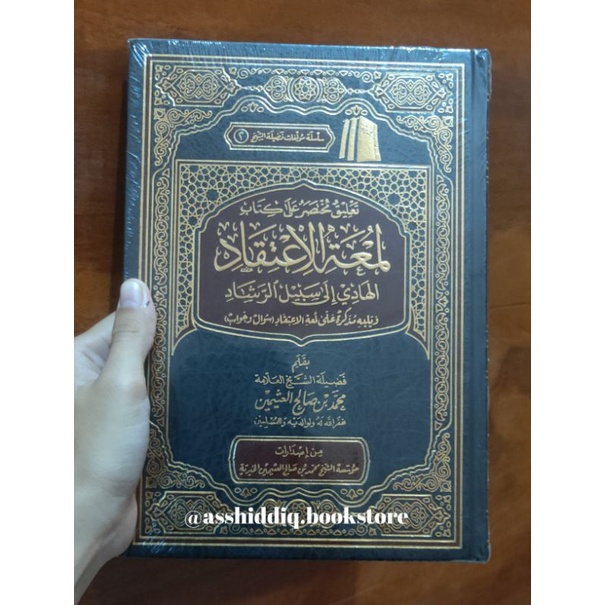 سلسلة مؤلفات فضيلة الشيخ (٣)
تعليق مختصر على كتاب
لمعة الاعتقاد
الهادي إلى سبيل الرشاد
ويليه مذكرة على لمعة الاعتقاد (سؤال وجواب)
بقلم
فضيلة الشيخ العلامة
محمد بن صالح العثيمين
غفر الله له ولوالديه وللمسلمين
من إصدارات
مؤسسة الشيخ محمد بن صالح العثيمين الخيرية
@asshiddiq.bookstore